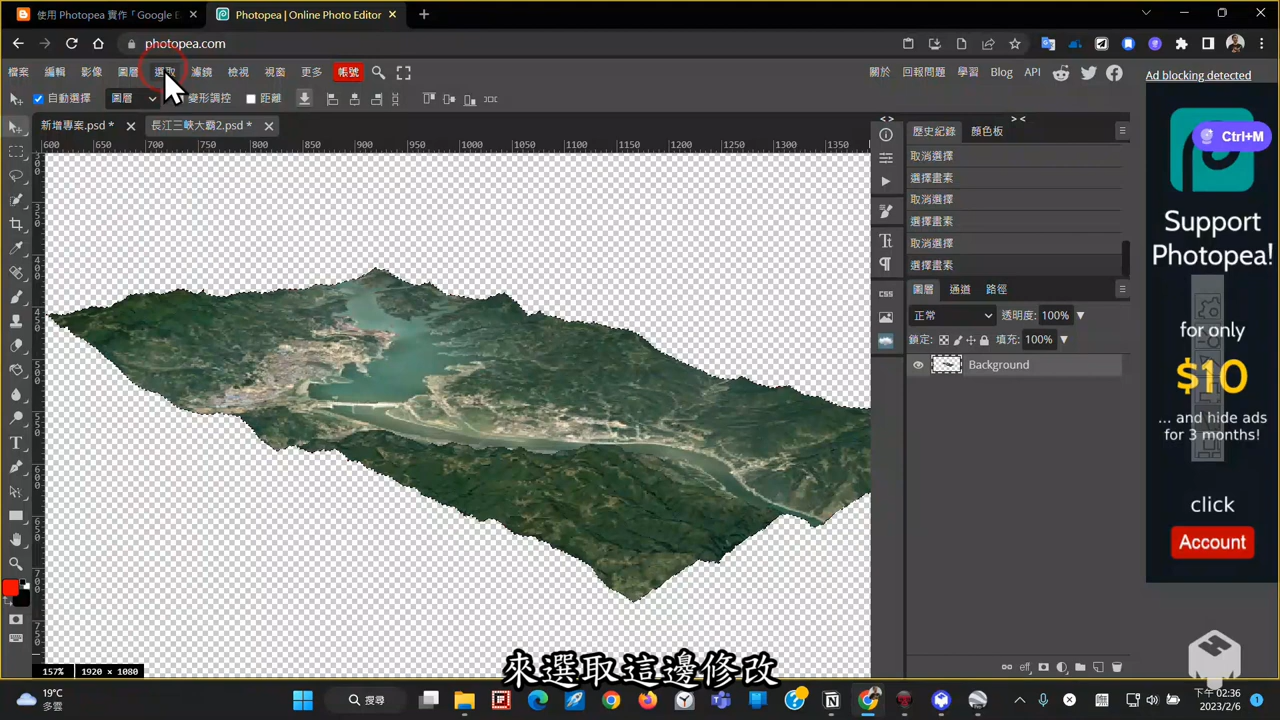 使用 Photopea 實作「Google E
Photopea | Online Photo Editor
photopea.com
檔案 編輯 影像 圖層 選取 濾鏡 檢視 視窗 更多 帳號
關於 回報問題 學習 Blog API
Ad blocking detected
自動選擇 圖層 變形調控 距離
新增專案.psd * 長江三峽大霸2.psd *
600 650 700 750 800 850 900 950 1000 1050 1100 1150 1200 1250 1300 1350
歷史紀錄 顏色板
取消選擇
選擇畫素
取消選擇
選擇畫素
取消選擇
選擇畫素
圖層 通道 路徑
正常 透明度: 100%
鎖定: 填充: 100%
Background
css
eff
Ctrl+M
Support
Photopea!
for only
$10
... and hide ads
for 3 months!
click
Account
157% 1920 x 1080
來選取這邊修改
19°C
多雲
搜尋
下午 02:36
2023/2/6